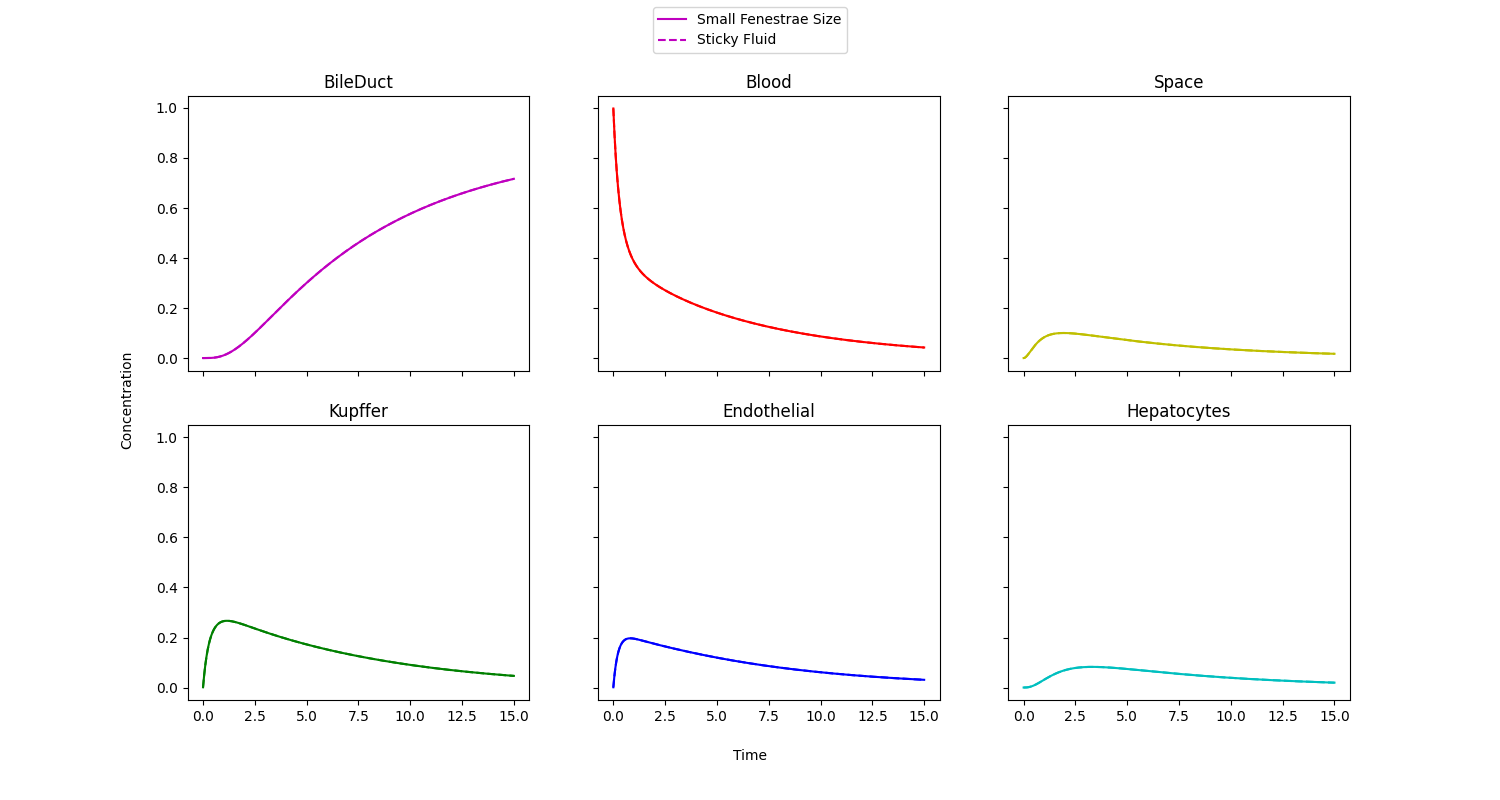 Small Fenestrae Size
Sticky Fluid
BileDuct
Blood
Space
1.0
0.8
0.6
0.4
0.2
0.0
Concentration
Kupffer
Endothelial
Hepatocytes
1.0
0.8
0.6
0.4
0.2
0.0
0.0 2.5 5.0 7.5 10.0 12.5 15.0
0.0 2.5 5.0 7.5 10.0 12.5 15.0
0.0 2.5 5.0 7.5 10.0 12.5 15.0
Time